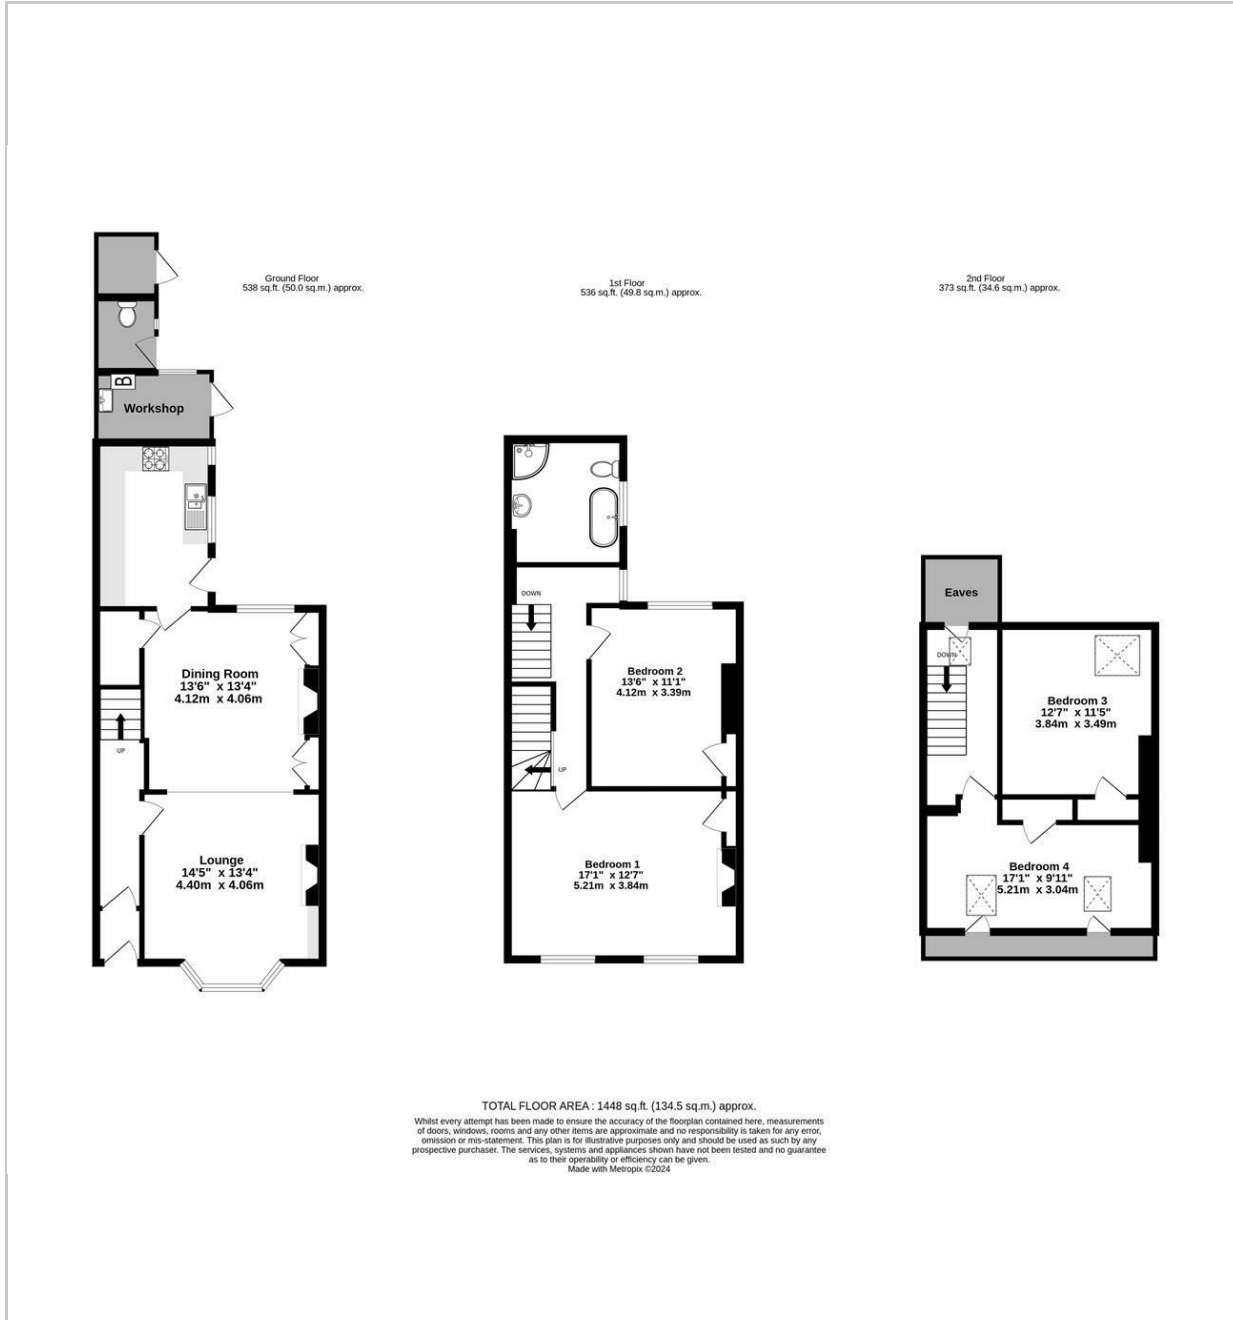 Ground Floor
538 sq.ft. (50.0 sq.m.) approx.
1st Floor
536 sq.ft. (49.8 sq.m.) approx.
2nd Floor
373 sq.ft. (34.6 sq.m.) approx.
B
Workshop
Dining Room
13'6" x 13'4"
4.12m x 4.06m
UP
Lounge
14'5" x 13'4"
4.40m x 4.06m
DOWN
Bedroom 2
13'6" x 11'1"
4.12m x 3.39m
UP
Bedroom 1
17'1" x 12'7"
5.21m x 3.84m
Eaves
DOWN
Bedroom 3
12'7" x 11'5"
3.84m x 3.49m
Bedroom 4
17'1" x 9'11"
5.21m x 3.04m
TOTAL FLOOR AREA : 1448 sq.ft. (134.5 sq.m.) approx.
Whilst every attempt has been made to ensure the accuracy of the floorplan contained here, measurements
of doors, windows, rooms and any other items are approximate and no responsibility is taken for any error,
omission or mis-statement. This plan is for illustrative purposes only and should be used as such by any
prospective purchaser. The services, systems and appliances shown have not been tested and no guarantee
as to their operability or efficiency can be given.
Made with Metropix ©2024